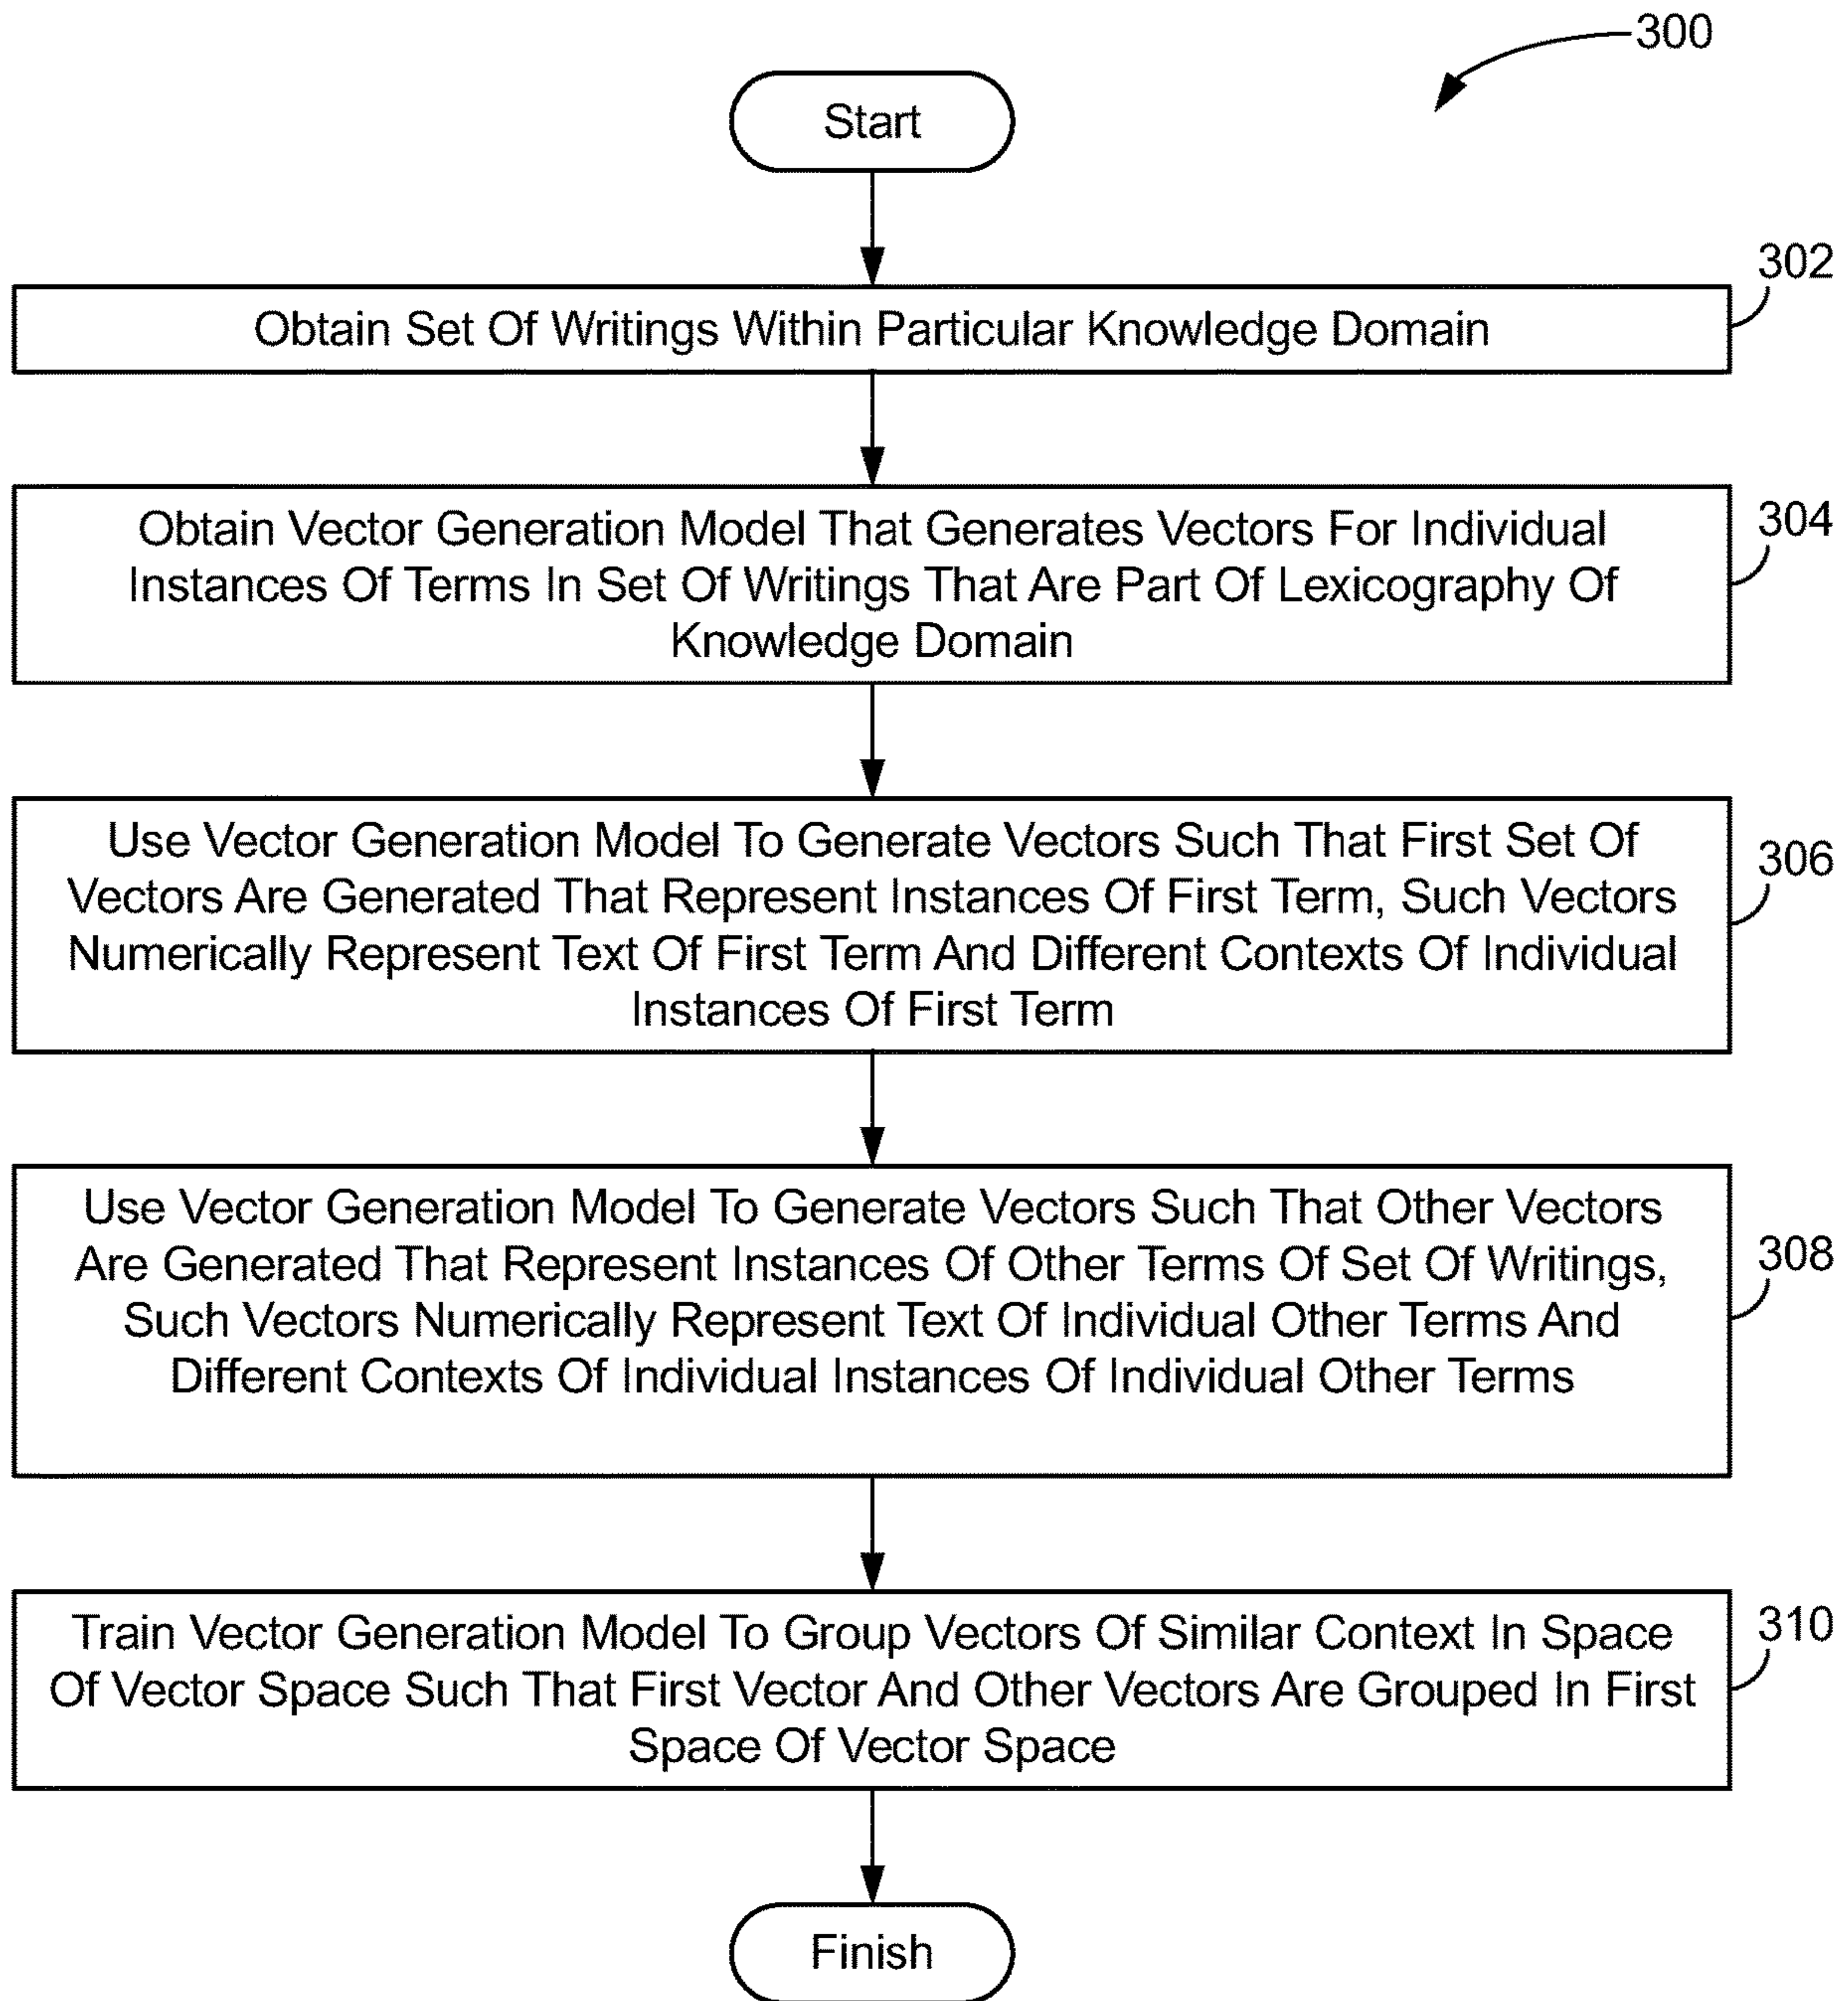 300
Start
302
Obtain Set Of Writings Within Particular Knowledge Domain
304
Obtain Vector Generation Model That Generates Vectors For Individual
Instances Of Terms In Set Of Writings That Are Part Of Lexicography Of
Knowledge Domain
306
Use Vector Generation Model To Generate Vectors Such That First Set Of
Vectors Are Generated That Represent Instances Of First Term, Such Vectors
Numerically Represent Text Of First Term And Different Contexts Of Individual
Instances Of First Term
308
Use Vector Generation Model To Generate Vectors Such That Other Vectors
Are Generated That Represent Instances Of Other Terms Of Set Of Writings,
Such Vectors Numerically Represent Text Of Individual Other Terms And
Different Contexts Of Individual Instances Of Individual Other Terms
310
Train Vector Generation Model To Group Vectors Of Similar Context In Space
Of Vector Space Such That First Vector And Other Vectors Are Grouped In First
Space Of Vector Space
Finish